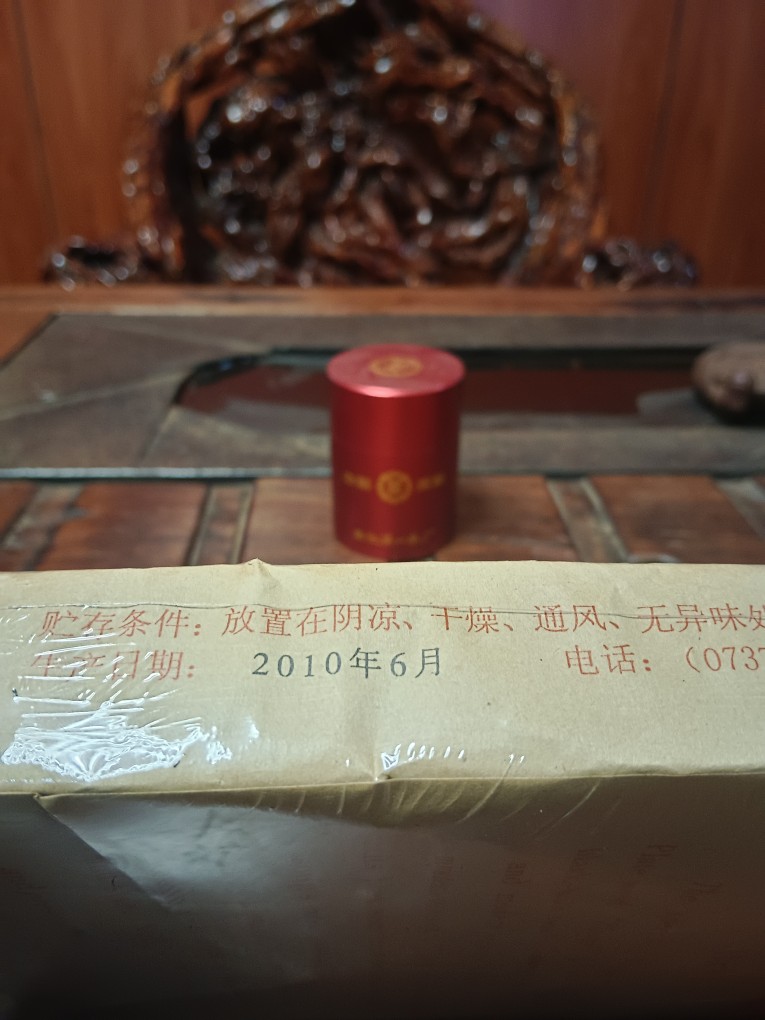 贮存条件：放置在阴凉、干燥、通风、无异味处
生产日期： 2010年6月 电话：（0737